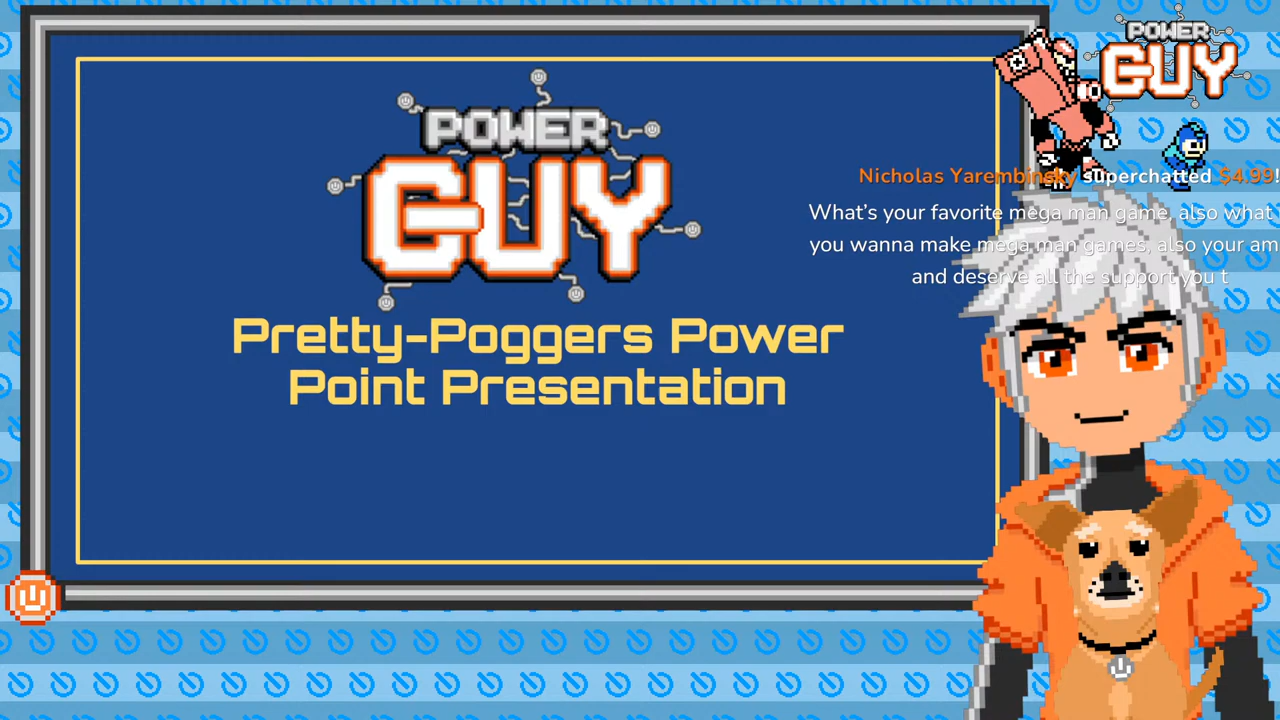 POWER
GUY
Pretty-Poggers Power
Point Presentation
POWER
GUY
Nicholas Yarembinsky superchatted $4.99!
What's your favorite mega man game, also what
you wanna make mega man games, also your am
and deserve all the support you t